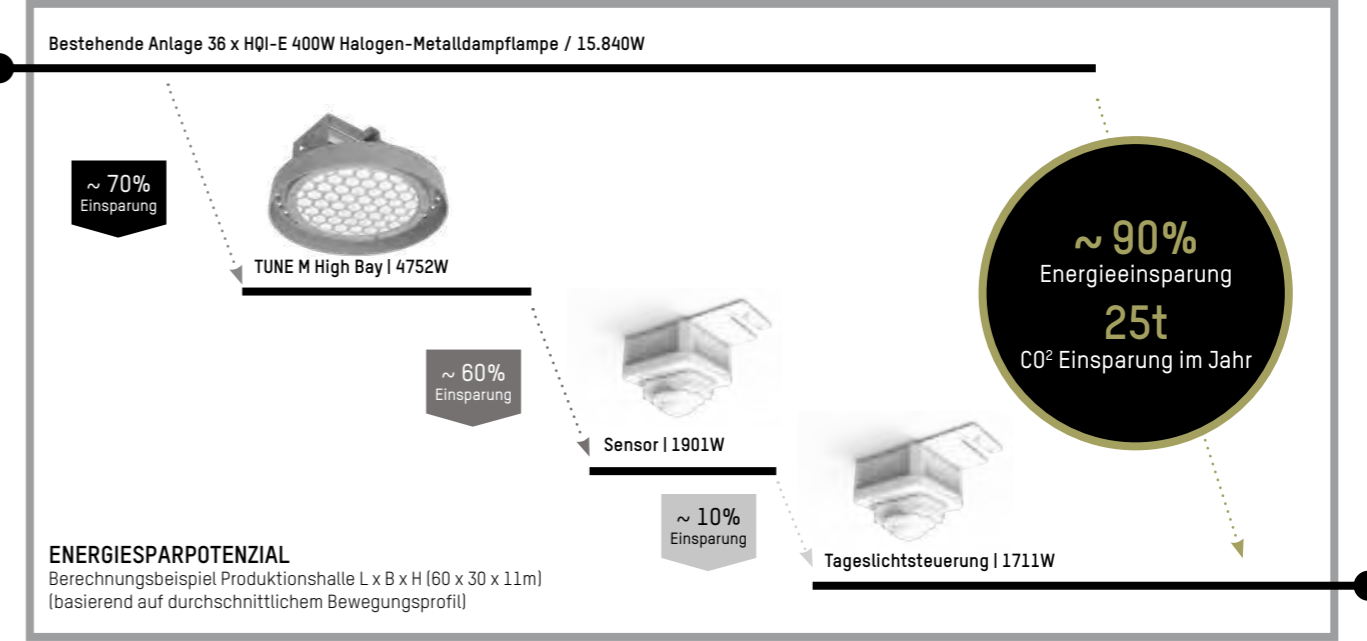 Bestehende Anlage 36 x HQI-E 400W Halogen-Metalldampflampe / 15.840W
~ 70%
Einsparung
TUNE M High Bay | 4752W
~ 60%
Einsparung
Sensor | 1901W
~ 10%
Einsparung
Tageslichtsteuerung | 1711W
~ 90%
Energieeinsparung
25t
CO² Einsparung im Jahr
ENERGIESPARPOTENZIAL
Berechnungsbeispiel Produktionshalle L x B x H (60 x 30 x 11m)
(basierend auf durchschnittlichem Bewegungsprofil)